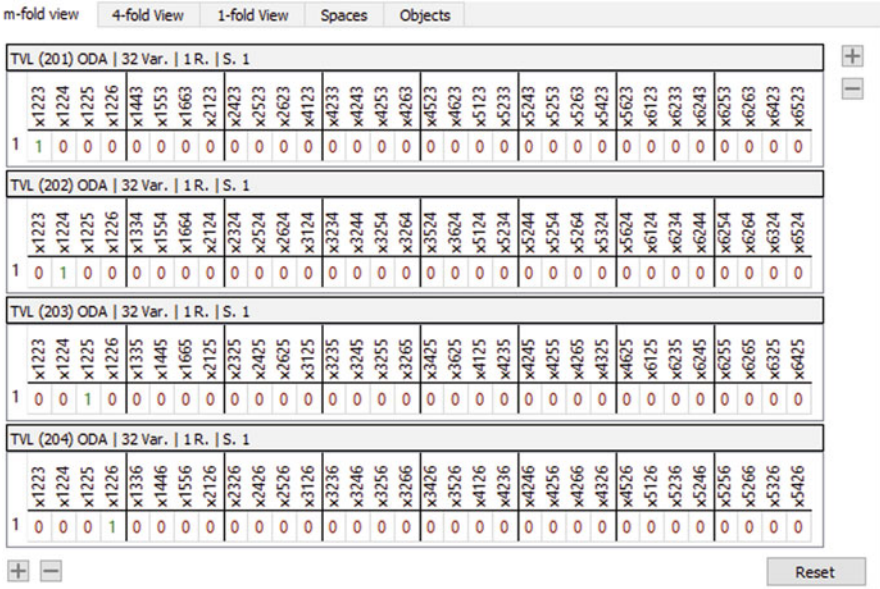 m-fold view 4-fold View 1-fold View Spaces Objects
TVL (201) ODA | 32 Var. | 1 R. | S. 1
x1223 x1224 x1225 x1226 x1443 x1553 x1663 x2123 x2423 x2523 x2623 x4123 x4233 x4243 x4253 x4263 x4523 x4623 x5123 x5233 x5243 x5253 x5263 x5423 x5623 x6123 x6233 x6243 x6253 x6263 x6423 x6523
1 1 0 0 0 0 0 0 0 0 0 0 0 0 0 0 0 0 0 0 0 0 0 0 0 0 0 0 0 0 0 0 0
TVL (202) ODA | 32 Var. | 1 R. | S. 1
x1223 x1224 x1225 x1226 x1334 x1554 x1664 x2124 x2324 x2524 x2624 x3124 x3234 x3244 x3254 x3264 x3524 x3624 x5124 x5234 x5244 x5254 x5264 x5324 x5624 x6124 x6234 x6244 x6254 x6264 x6324 x6524
1 0 1 0 0 0 0 0 0 0 0 0 0 0 0 0 0 0 0 0 0 0 0 0 0 0 0 0 0 0 0 0 0
TVL (203) ODA | 32 Var. | 1 R. | S. 1
x1223 x1224 x1225 x1226 x1335 x1445 x1665 x2125 x2325 x2425 x2625 x3125 x3235 x3245 x3255 x3265 x3425 x3625 x4125 x4235 x4245 x4255 x4265 x4325 x4625 x6125 x6235 x6245 x6255 x6265 x6325 x6425
1 0 0 1 0 0 0 0 0 0 0 0 0 0 0 0 0 0 0 0 0 0 0 0 0 0 0 0 0 0 0 0 0
TVL (204) ODA | 32 Var. | 1 R. | S. 1
x1223 x1224 x1225 x1226 x1336 x1446 x1556 x2126 x2326 x2426 x2526 x3126 x3236 x3246 x3256 x3266 x3426 x3526 x4126 x4236 x4246 x4256 x4266 x4326 x4526 x5126 x5236 x5246 x5256 x5266 x5326 x5426
1 0 0 0 1 0 0 0 0 0 0 0 0 0 0 0 0 0 0 0 0 0 0 0 0 0 0 0 0 0 0 0 0
Reset